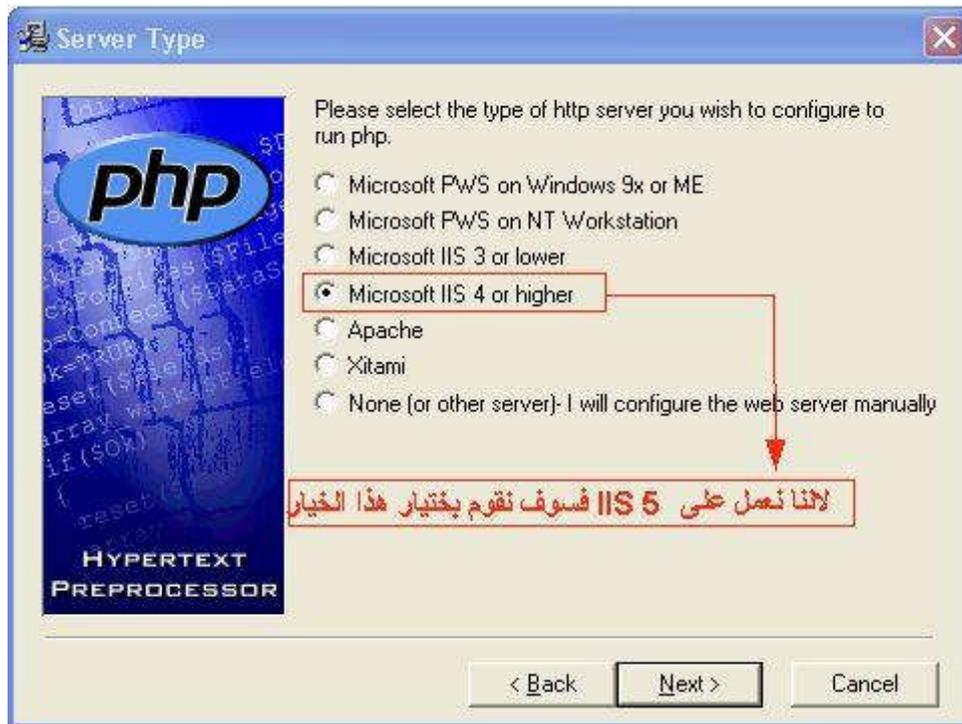 Server Type
php
HYPERTEXT
PREPROCESSOR
Please select the type of http server you wish to configure to
run php.
Microsoft PWS on Windows 9x or ME
Microsoft PWS on NT Workstation
Microsoft IIS 3 or lower
Microsoft IIS 4 or higher
Apache
Xitami
None (or other server)- I will configure the web server manually
لاننا نعمل على IIS 5 فسوف نقوم بختيار هذا الخيار
< Back
Next >
Cancel